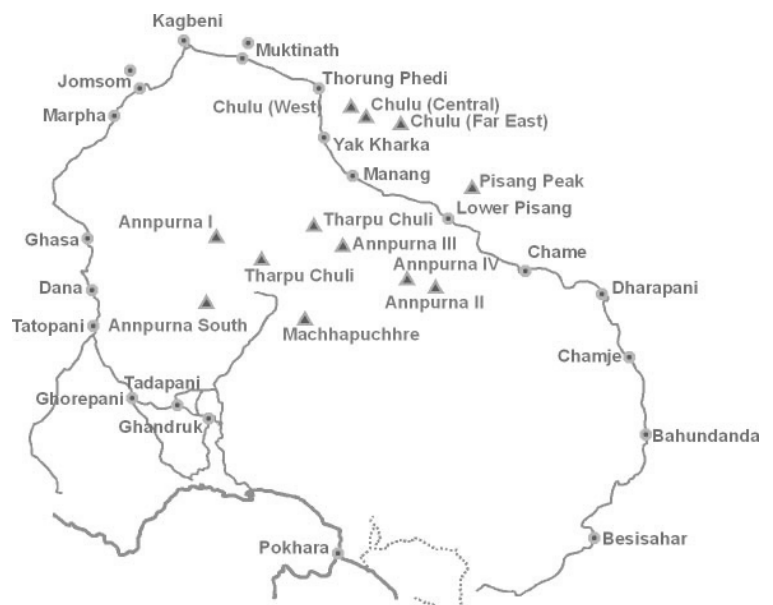 Kagbeni
Muktinath
Jomsom
Thorung Phedi
Chulu (West)
Chulu (Central)
Marpha
Chulu (Far East)
Yak Kharka
Manang
Pisang Peak
Lower Pisang
Annpurna I
Tharpu Chuli
Ghasa
Annpurna III
Chame
Annpurna IV
Tharpu Chuli
Dana
Dharapani
Annpurna II
Tatopani
Annpurna South
Machhapuchhre
Chamje
Tadapani
Ghorepani
Ghandruk
Bahundanda
Pokhara
Besisahar